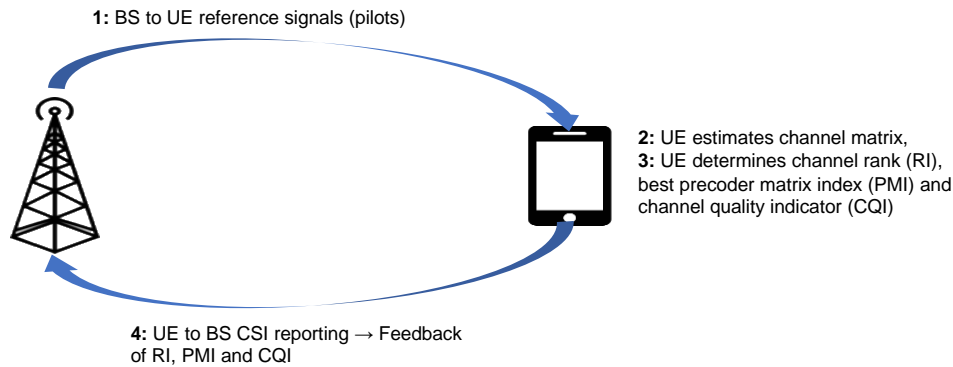 1: BS to UE reference signals (pilots)
2: UE estimates channel matrix,
3: UE determines channel rank (RI),
best precoder matrix index (PMI) and
channel quality indicator (CQI)
4: UE to BS CSI reporting → Feedback
of RI, PMI and CQI